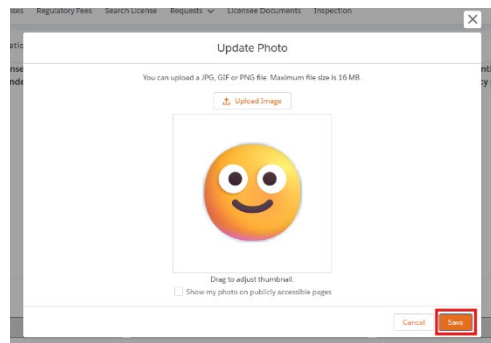 Regulatory Fees Search License Requests Licensee Documents Inspection
Update Photo
You can upload a JPG, GIF or PNG file. Maximum file size is 16 MB.
Upload Image
Drag to adjust thumbnail.
Show my photo on publicly accessible pages
Cancel Save